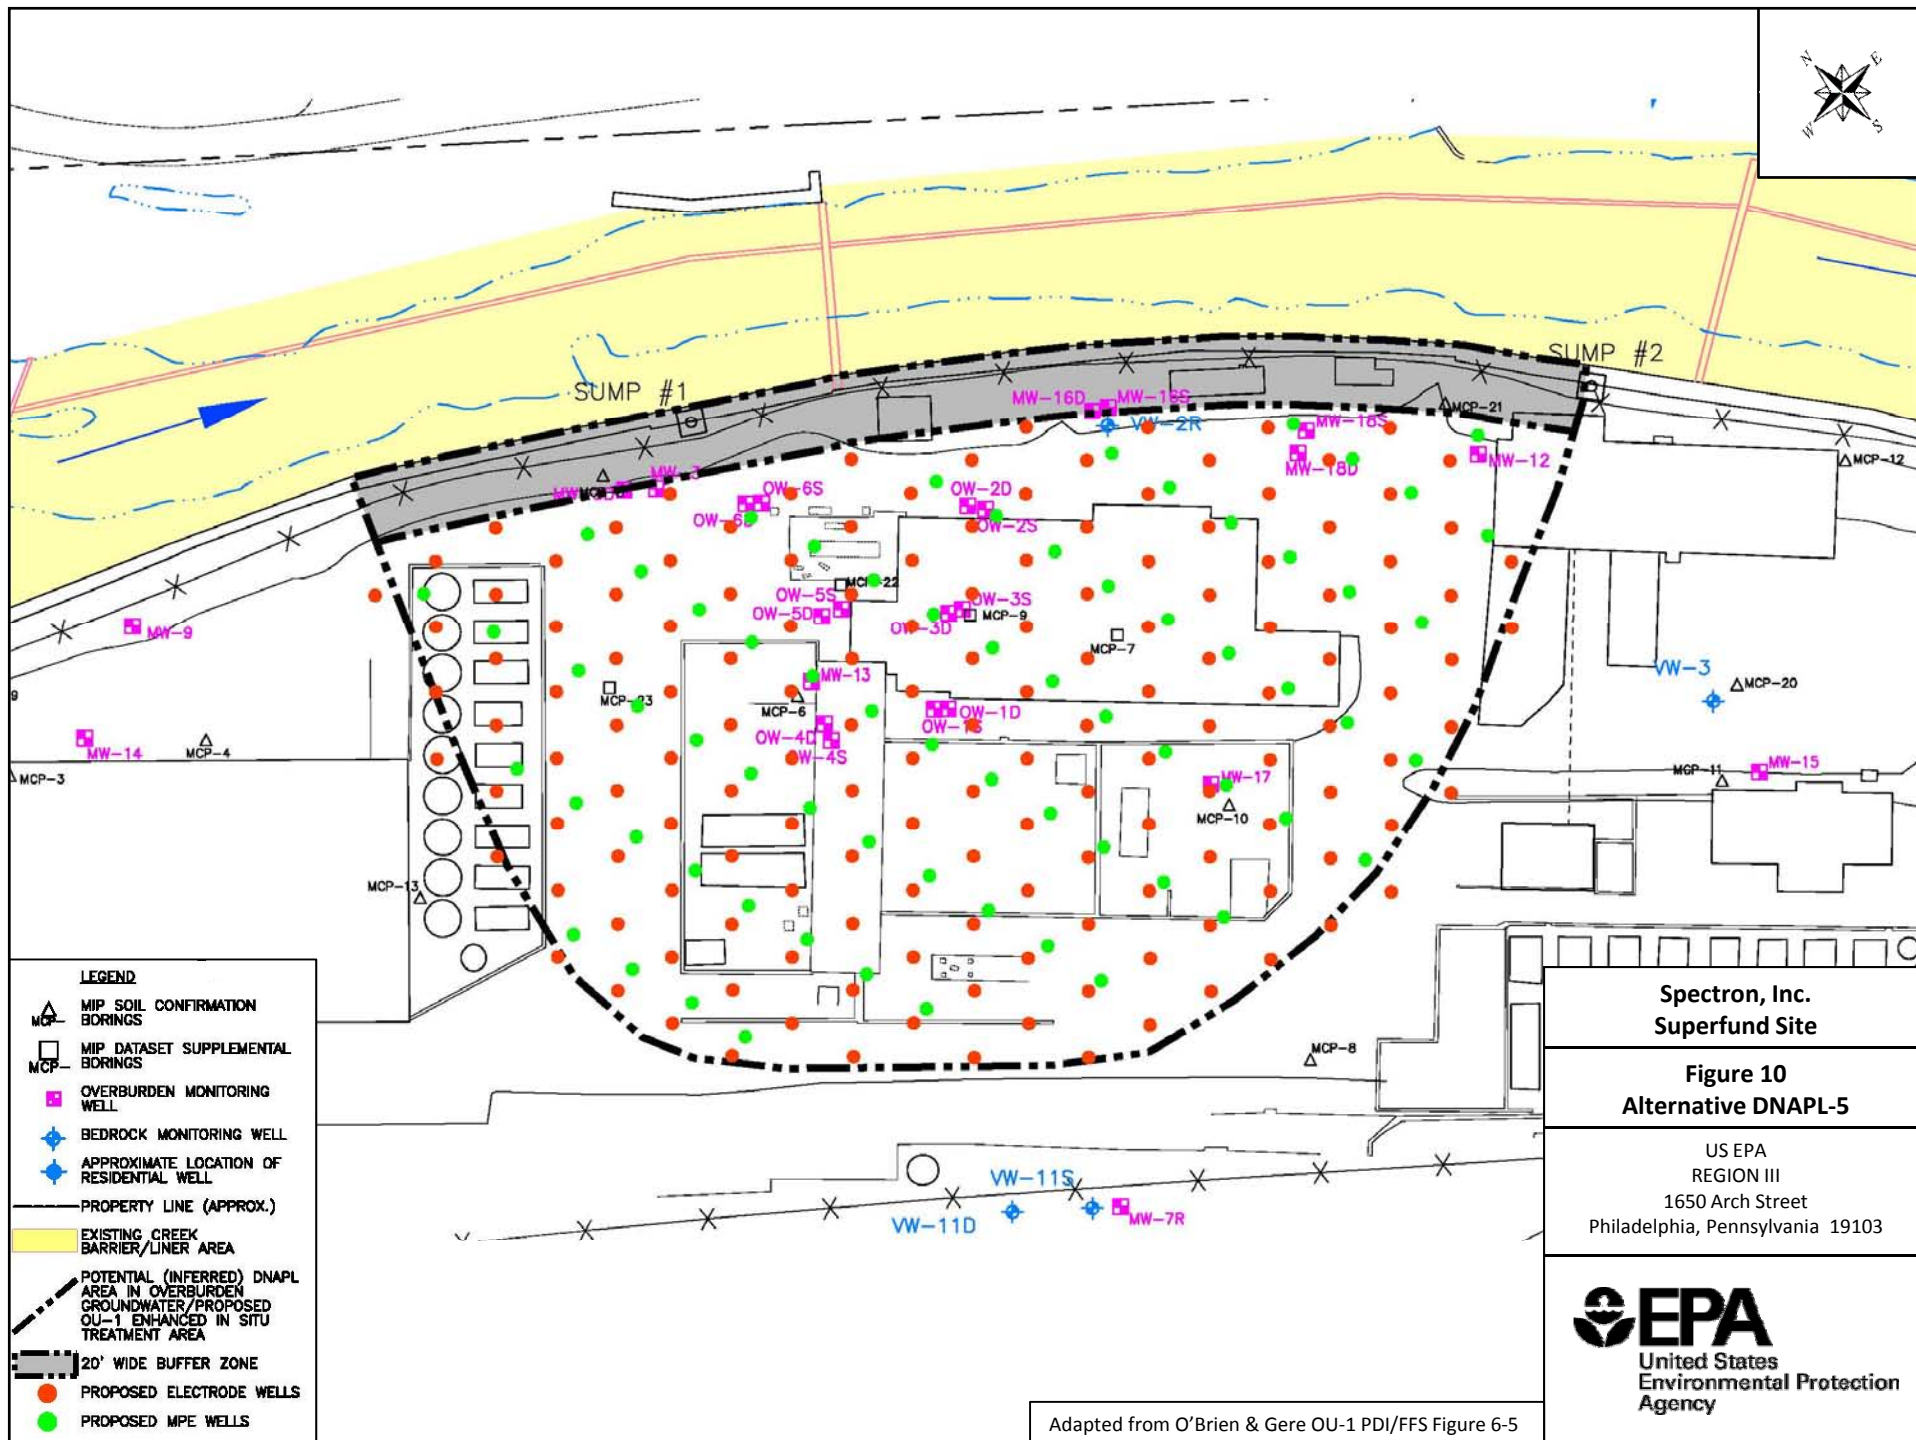 N
E
W
S
SUMP #2
SUMP #1
MW-16D
MW-16S
VW-2R
MCP-21
MW-18S
MW-18D
MW-12
MCP-12
MW-3
OW-6S
OW-2D
OW-2S
MCP-22
OW-5S
OW-5D
OW-3S
OW-3D
MCP-9
MCP-7
MW-9
VW-3
MCP-20
MW-13
MCP-6
OW-1D
OW-4D
MW-14
MCP-4
MCP-3
MW-17
MCP-10
MCP-11
MW-15
MCP-13
MCP-8
VW-11S
VW-11D
MW-7R
LEGEND
MCP-
MIP SOIL CONFIRMATION
BORINGS
MCP-
MIP DATASET SUPPLEMENTAL
BORINGS
OVERBURDEN MONITORING
WELL
BEDROCK MONITORING WELL
APPROXIMATE LOCATION OF
RESIDENTIAL WELL
PROPERTY LINE (APPROX.)
EXISTING CREEK
BARRIER/LINER AREA
POTENTIAL (INFERRED) DNAPL
AREA IN OVERBURDEN
GROUNDWATER/PROPOSED
OU-1 ENHANCED IN SITU
TREATMENT AREA
20' WIDE BUFFER ZONE
PROPOSED ELECTRODE WELLS
PROPOSED MPE WELLS
Spectron, Inc.
Superfund Site
Figure 10
Alternative DNAPL-5
US EPA
REGION III
1650 Arch Street
Philadelphia, Pennsylvania 19103
EPA
United States
Environmental Protection
Agency
Adapted from O'Brien & Gere OU-1 PDI/FFS Figure 6-5